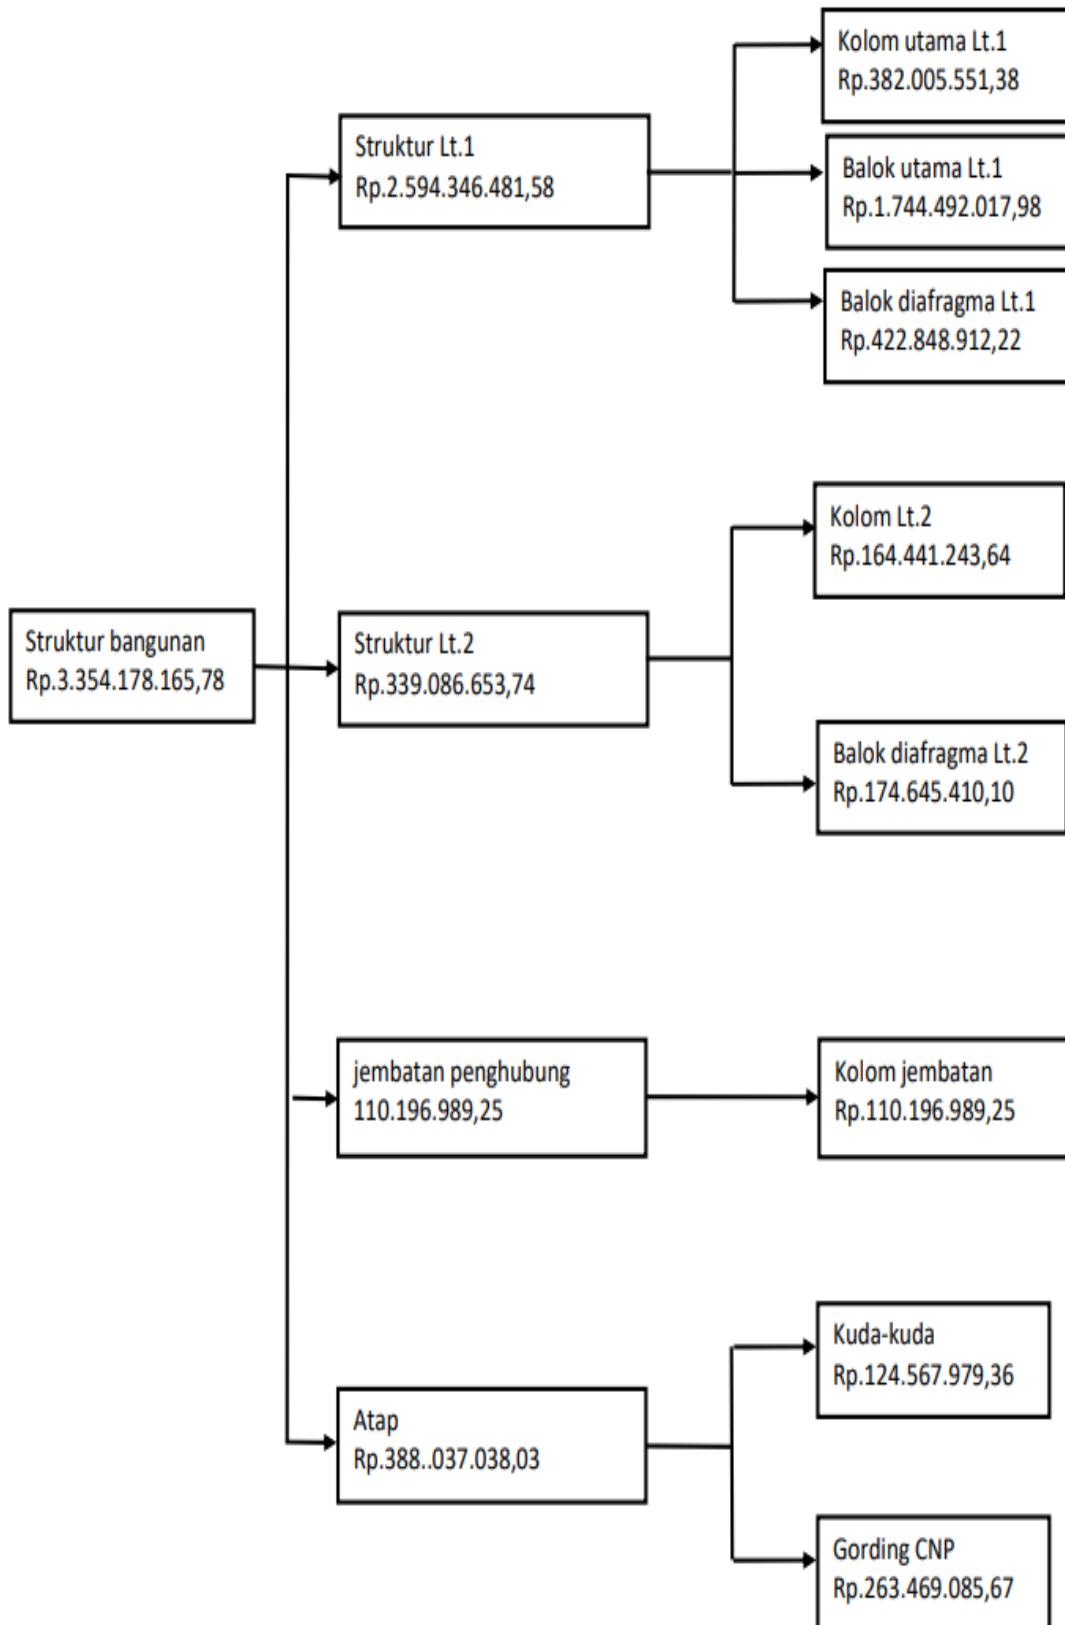 Kolom utama Lt.1
Rp.382.005.551,38
Struktur Lt.1
Rp.2.594.346.481,58
Balok utama Lt.1
Rp.1.744.492.017,98
Balok diafragma Lt.1
Rp.422.848.912,22
Kolom Lt.2
Rp.164.441.243,64
Struktur bangunan
Rp.3.354.178.165,78
Struktur Lt.2
Rp.339.086.653,74
Balok diafragma Lt.2
Rp.174.645.410,10
jembatan penghubung
110.196.989,25
Kolom jembatan
Rp.110.196.989,25
Kuda-kuda
Rp.124.567.979,36
Atap
Rp.388..037.038,03
Gording CNP
Rp.263.469.085,67